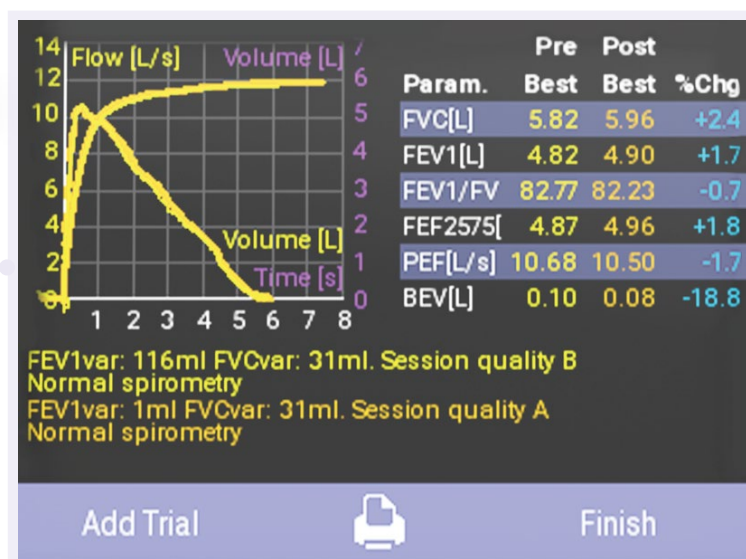 Pre Post
Param. Best Best %Chg
FVC[L] 5.82 5.96 +2.4
FEV1[L] 4.82 4.90 +1.7
FEV1/FV 82.77 82.23 -0.7
FEF2575[ 4.87 4.96 +1.8
PEF[L/s] 10.68 10.50 -1.7
BEV[L] 0.10 0.08 -18.8
Flow [L/s] Volume [L]
14 7
12 6
10 5
8 4
6 3
4 2
2 1
0 0
Volume [L]
Time [s]
1 2 3 4 5 6 7 8
FEV1var: 116ml FVCvar: 31ml. Session quality B
Normal spirometry
FEV1var: 1ml FVCvar: 31ml. Session quality A
Normal spirometry
Add Trial Finish